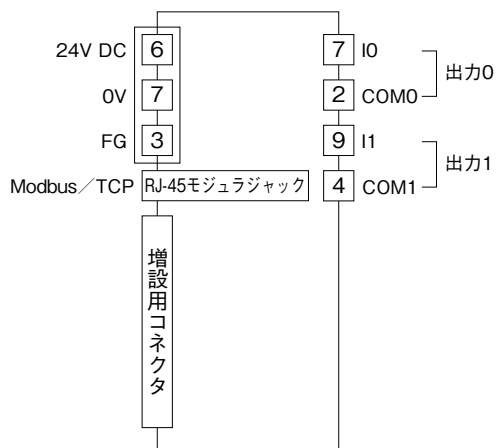 24V DC 6
0V 7
FG 3
Modbus／TCP RJ-45モジュラジャック
増設用コネクタ
7 I0
2 COM0
出力0
9 I1
4 COM1
出力1